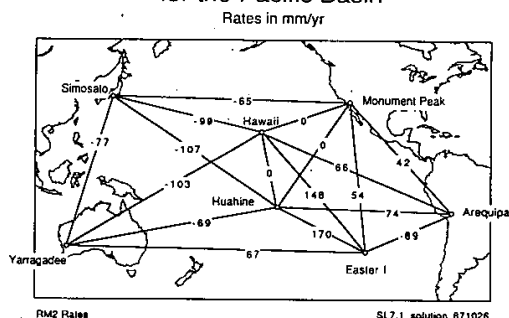 for the Pacific Basin
Rates in mm/yr
Simosato
-65
Monument Peak
-99
Hawaii
0
-77
-107
0
66
42
-103
0
Huahine
148
54
74
Arequipa
-69
170
-69
Yarragadee
67
Easter I
RM2 Rates
SL7.1 solution 871026